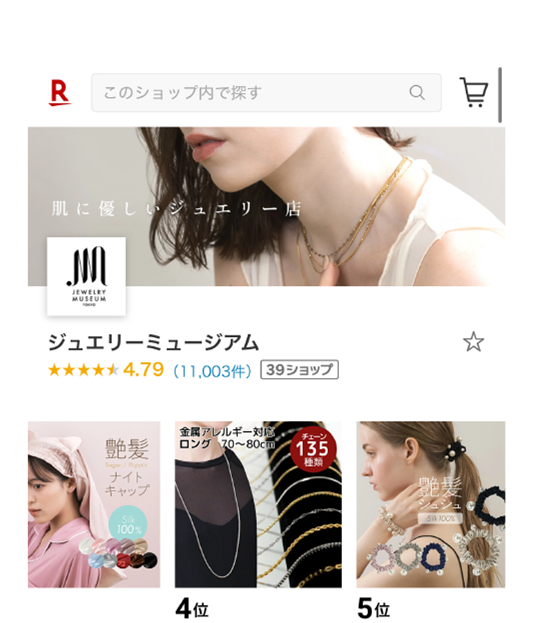 R
このショップ内で探す
肌に優しいジュエリー店
JEWELRY
MUSEUM
TOKYO
ジュエリーミュージアム
★★★★★ 4.79 (11,003件) 39ショップ
艶髪
ナイト
キャップ
Silk
100%
金属アレルギー対応
ロング 70〜80cm
チェーン
135
種類
艶髪
シュシュ
Silk 100%
4位
5位